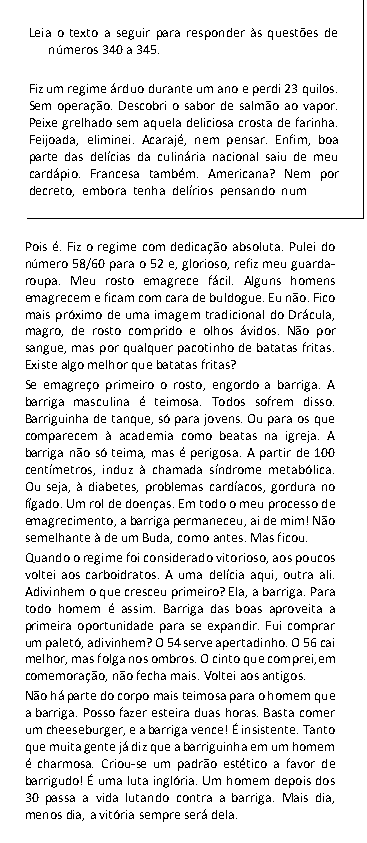 Leia o texto a seguir para responder às questões de
números 340 a 345.
Fiz um regime árduo durante um ano e perdi 23 quilos.
Sem operação. Descobri o sabor de salmão ao vapor.
Peixe grelhado sem aquela deliciosa crosta de farinha.
Feijoada, eliminei. Acarajé, nem pensar. Enfim, boa
parte das delícias da culinária nacional saiu de meu
cardápio. Francesa também. Americana? Nem por
decreto, embora tenha delírios pensando num
Pois é. Fiz o regime com dedicação absoluta. Pulei do
número 58/60 para o 52 e, glorioso, refiz meu guarda-
roupa. Meu rosto emagrece fácil. Alguns homens
emagrecem e ficam com cara de buldogue. Eu não. Fico
mais próximo de uma imagem tradicional do Drácula,
magro, de rosto comprido e olhos ávidos. Não por
sangue, mas por qualquer pacotinho de batatas fritas.
Existe algo melhor que batatas fritas?
Se emagreço primeiro o rosto, engordo a barriga. A
barriga masculina é teimosa. Todos sofrem disso.
Barriguinha de tanque, só para jovens. Ou para os que
comparecem à academia como beatas na igreja. A
barriga não só teima, mas é perigosa. A partir de 100
centímetros, induz à chamada síndrome metabólica.
Ou seja, à diabetes, problemas cardíacos, gordura no
fígado. Um rol de doenças. Em todo o meu processo de
emagrecimento, a barriga permaneceu, ai de mim! Não
semelhante à de um Buda, como antes. Mas ficou.
Quando o regime foi considerado vitorioso, aos poucos
voltei aos carboidratos. A uma delícia aqui, outra ali.
Adivinhem o que cresceu primeiro? Ela, a barriga. Para
todo homem é assim. Barriga das boas aproveita a
primeira oportunidade para se expandir. Fui comprar
um paletó, adivinhem? O 54 serve apertadinho. O 56 cai
melhor, mas folga nos ombros. O cinto que comprei, em
comemoração, não fecha mais. Voltei aos antigos.
Não há parte do corpo mais teimosa para o homem que
a barriga. Posso fazer esteira duas horas. Basta comer
um cheeseburger, e a barriga vence! É insistente. Tanto
que muita gente já diz que a barriguinha em um homem
é charmosa. Criou-se um padrão estético a favor de
barrigudo! É uma luta inglória. Um homem depois dos
30 passa a vida lutando contra a barriga. Mais dia,
menos dia, a vitória sempre será dela.